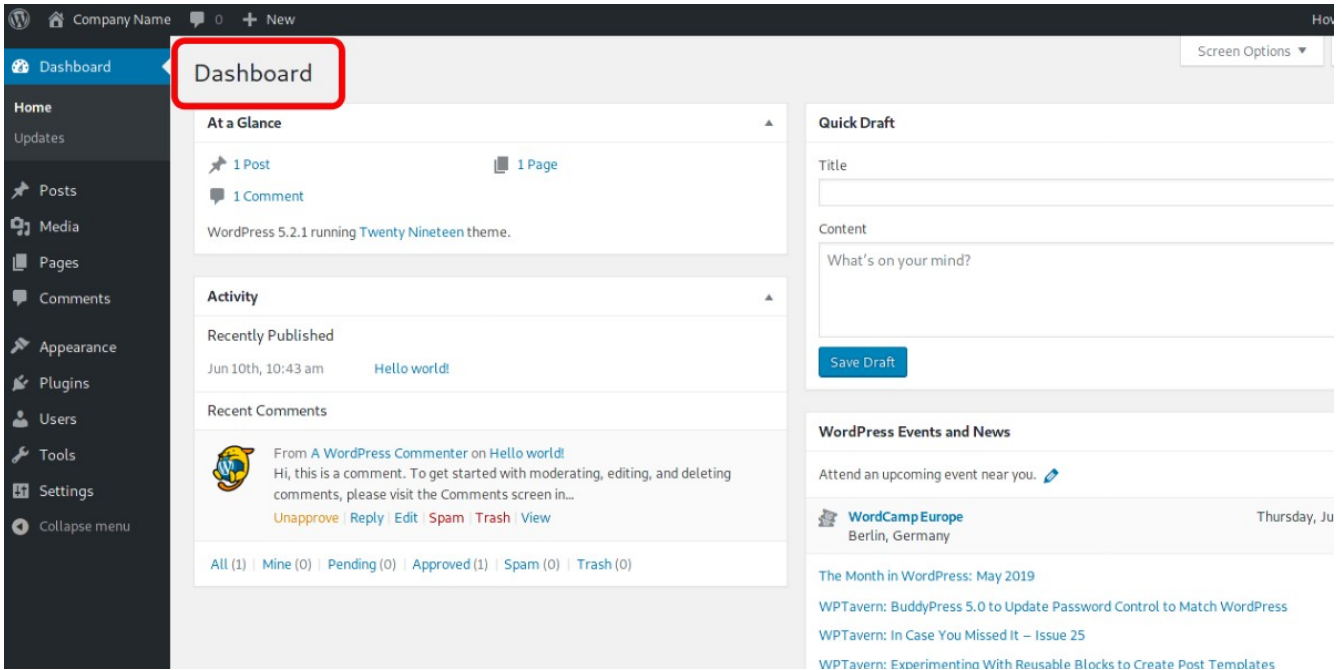 Company Name 0 New
Dashboard
Home
Updates
Posts
Media
Pages
Comments
Appearance
Plugins
Users
Tools
Settings
Collapse menu
Screen Options
Dashboard
At a Glance
1 Post
1 Page
1 Comment
WordPress 5.2.1 running Twenty Nineteen theme.
Activity
Recently Published
Jun 10th, 10:43 am Hello world!
Recent Comments
From A WordPress Commenter on Hello world!
Hi, this is a comment. To get started with moderating, editing, and deleting
comments, please visit the Comments screen in...
Unapprove | Reply | Edit | Spam | Trash | View
All (1) | Mine (0) | Pending (0) | Approved (1) | Spam (0) | Trash (0)
Quick Draft
Title
Content
What's on your mind?
Save Draft
WordPress Events and News
Attend an upcoming event near you.
WordCamp Europe Thursday,
Berlin, Germany
The Month in WordPress: May 2019
WPTavern: BuddyPress 5.0 to Update Password Control to Match WordPress
WPTavern: In Case You Missed It – Issue 25
WPTavern: Experimenting With Reusable Blocks to Create Post Templates